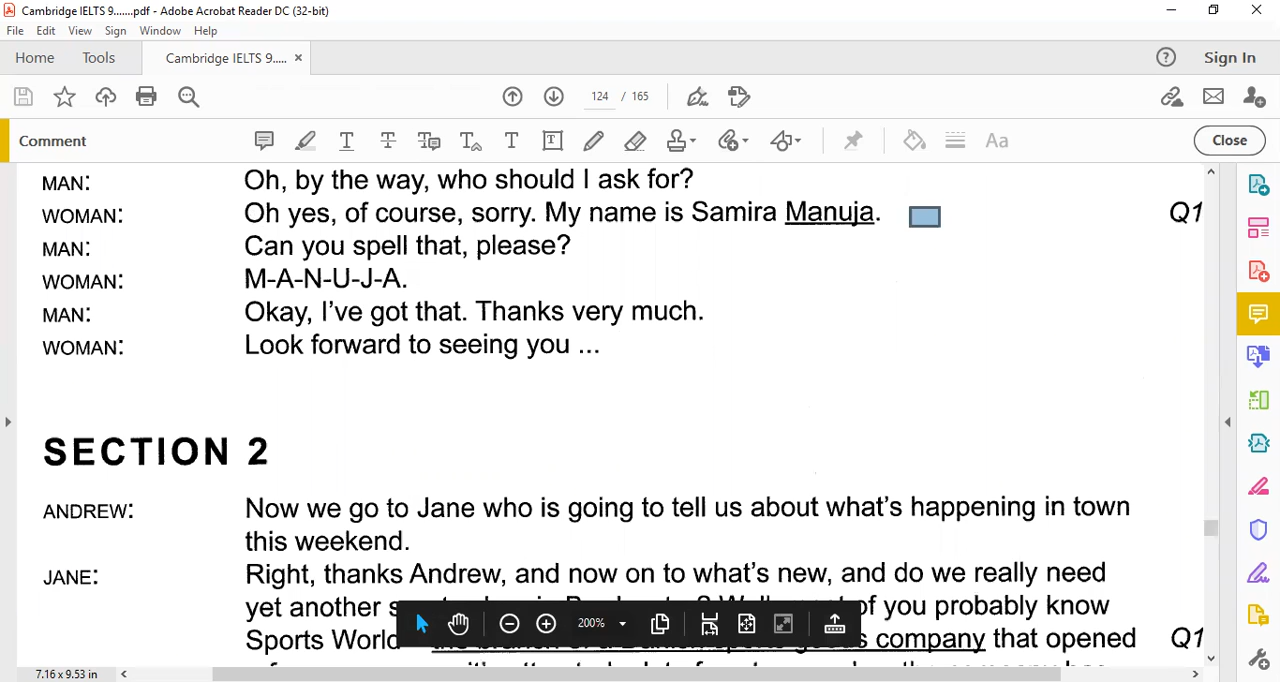 Cambridge IELTS 9.......pdf - Adobe Acrobat Reader DC (32-bit)
File Edit View Sign Window Help
Home Tools Cambridge IELTS 9..... × Sign In
124 / 165
Comment Close
MAN: Oh, by the way, who should I ask for?
WOMAN: Oh yes, of course, sorry. My name is Samira Manuja. Q1
MAN: Can you spell that, please?
WOMAN: M-A-N-U-J-A.
MAN: Okay, I've got that. Thanks very much.
WOMAN: Look forward to seeing you ...
SECTION 2
ANDREW: Now we go to Jane who is going to tell us about what's happening in town
this weekend.
JANE: Right, thanks Andrew, and now on to what's new, and do we really need
yet another of you probably know
Sports World company that opened Q1
200%
7.16 x 9.53 in